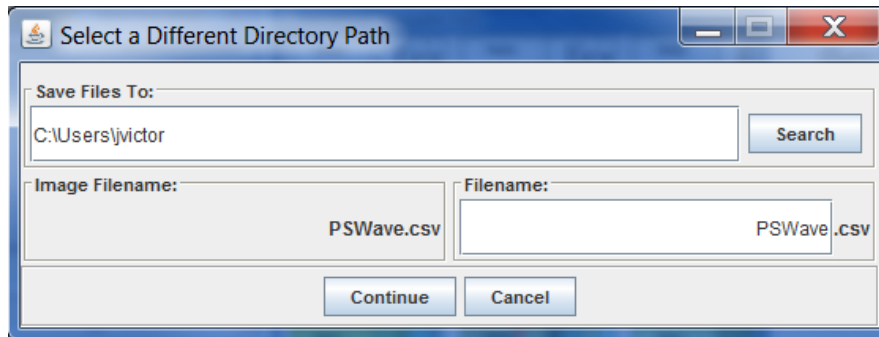 Select a Different Directory Path
Save Files To:
C:\Users\jvictor
Search
Image Filename:
PSWave.csv
Filename:
PSWave .csv
Continue
Cancel